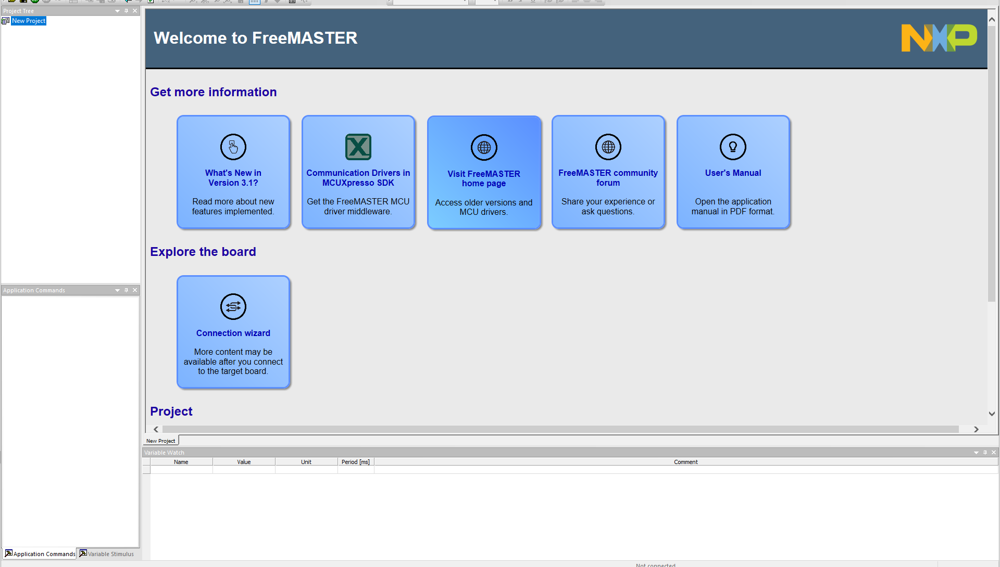 Project Tree
New Project
Welcome to FreeMASTER
NXP
Get more information
What's New in
Version 3.1?
Read more about new
features implemented.
Communication Drivers in
MCUXpresso SDK
Get the FreeMASTER MCU
driver middleware.
Visit FreeMASTER
home page
Access older versions and
MCU drivers.
FreeMASTER community
forum
Share your experience or
ask questions.
User's Manual
Open the application
manual in PDF format.
Explore the board
Connection wizard
More content may be
available after you connect
to the target board.
Project
Application Commands
New Project
Variable Watch
Name Value Unit Period [ms] Comment
Application Commands Variable Stimulus
Not connected